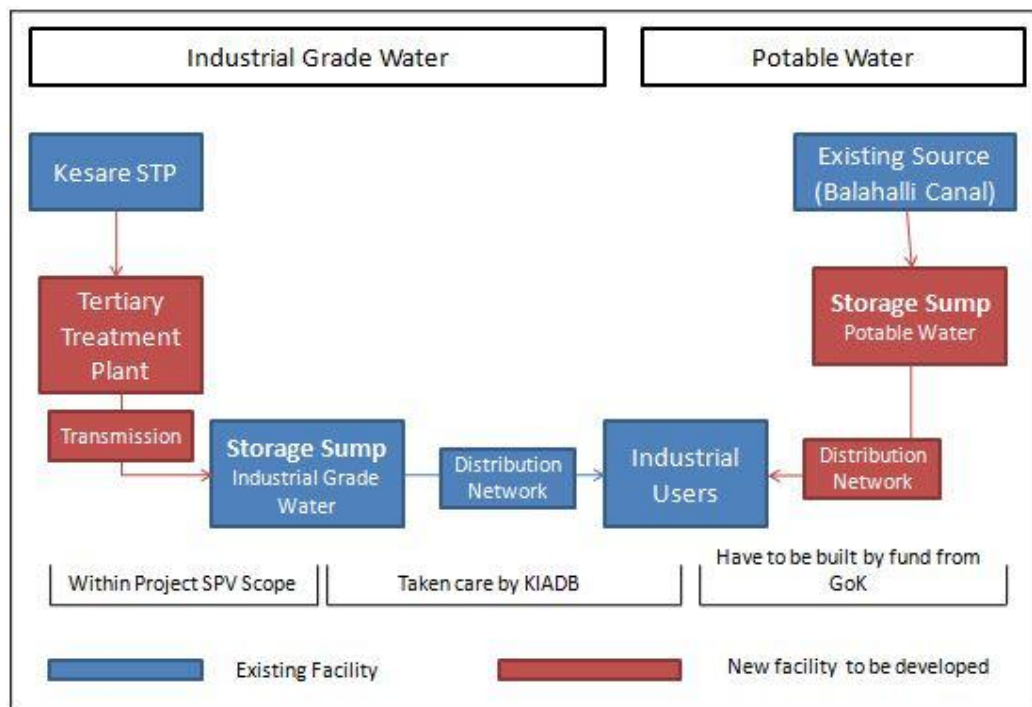 Industrial Grade Water
Potable Water
Kesare STP
Existing Source
(Balahalli Canal)
Tertiary
Treatment
Plant
Storage Sump
Potable Water
Transmission
Storage Sump
Industrial Grade
Water
Distribution
Network
Industrial
Users
Distribution
Network
Within Project SPV Scope
Taken care by KIADB
Have to be built by fund from
GoK
Existing Facility
New facility to be developed